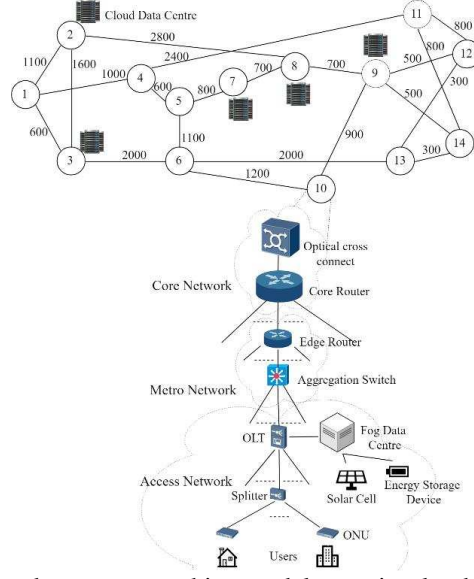 11
Cloud Data Centre
2
2800
800
2400
800
12
1100
1600
8
700
9
500
4
1000
7
700
600
800
5
500
300
1
600
1100
900
14
3
2000
6
2000
13
300
1200
10
Optical cross
connect
Core Network
Core Router
Edge Router
Aggregation Switch
Metro Network
OLT
Fog Data
Centre
Access Network
Splitter
Solar Cell
Energy Storage
Device
ONU
Users